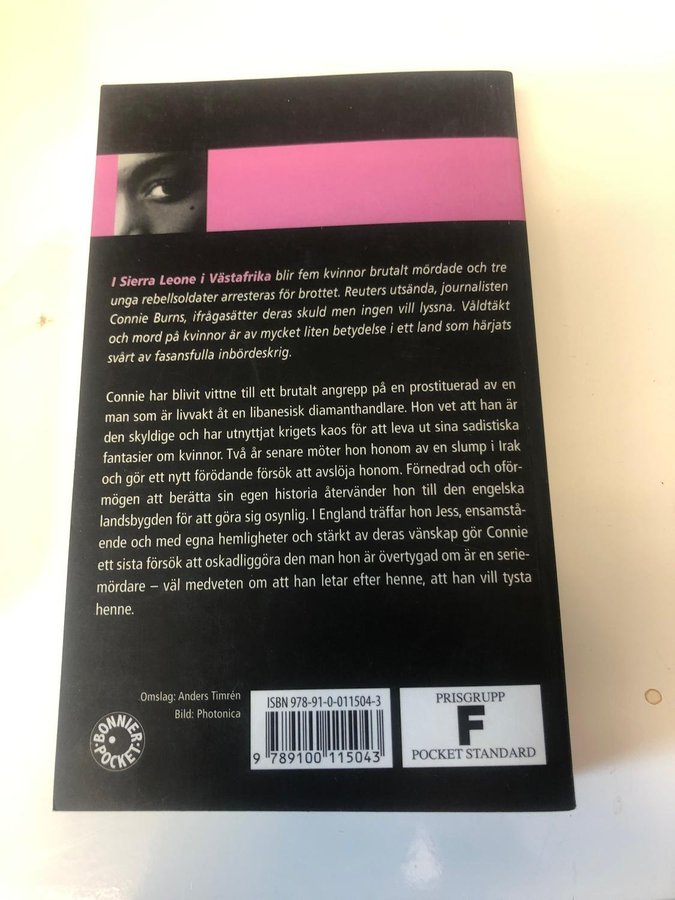 I Sierra Leone i Västafrika blir fem kvinnor brutalt mördade och tre
unga rebellsoldater arresteras för brottet. Reuters utsända, journalisten
Connie Burns, ifrågasätter deras skuld men ingen vill lyssna. Våldtäkt
och mord på kvinnor är av mycket liten betydelse i ett land som härjats
svårt av fasansfulla inbördeskrig.
Connie har blivit vittne till ett brutalt angrepp på en prostituerad av en
man som är livvakt åt en libanesisk diamanthandlare. Hon vet att han är
den skyldige och har utnyttjat krigets kaos för att leva ut sina sadistiska
fantasier om kvinnor. Två år senare möter hon honom av en slump i Irak
och gör ett nytt förödande försök att avslöja honom. Förnedrad och oför-
mögen att berätta sin egen historia återvänder hon till den engelska
landsbygden för att göra sig osynlig. I England träffar hon Jess, ensamstå-
ende och med egna hemligheter och stärkt av deras vänskap gör Connie
ett sista försök att oskadliggöra den man hon är övertygad om är en serie-
mördare – väl medveten om att han letar efter henne, att han vill tysta
henne.
Omslag: Anders Timrén
Bild: Photonica
BONNIER POCKET
ISBN 978-91-0-011504-3
9 789100 115043
PRISGRUPP
F
POCKET STANDARD